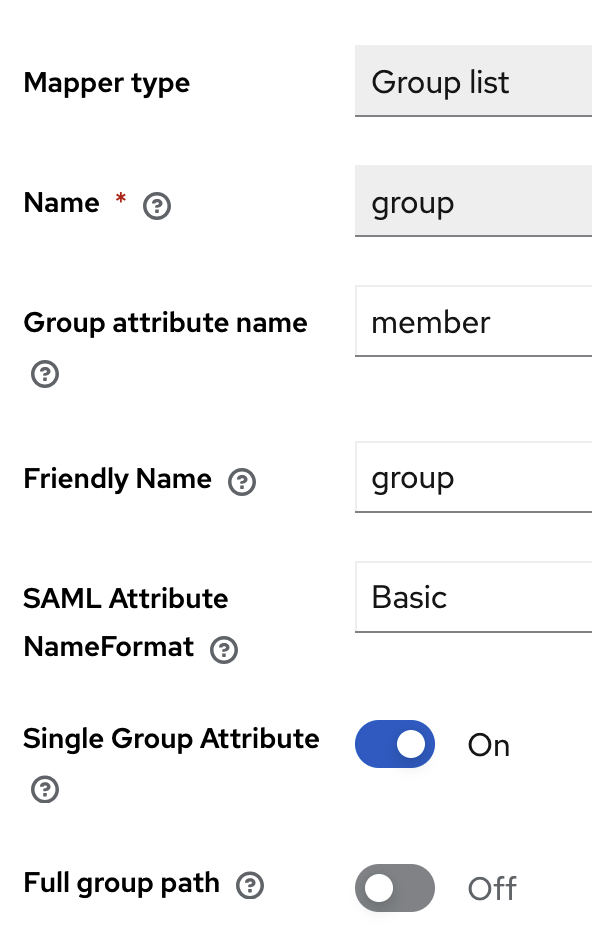 Mapper type
Group list
Name *
group
Group attribute name
member
Friendly Name
group
SAML Attribute
NameFormat
Basic
Single Group Attribute
On
Full group path
Off